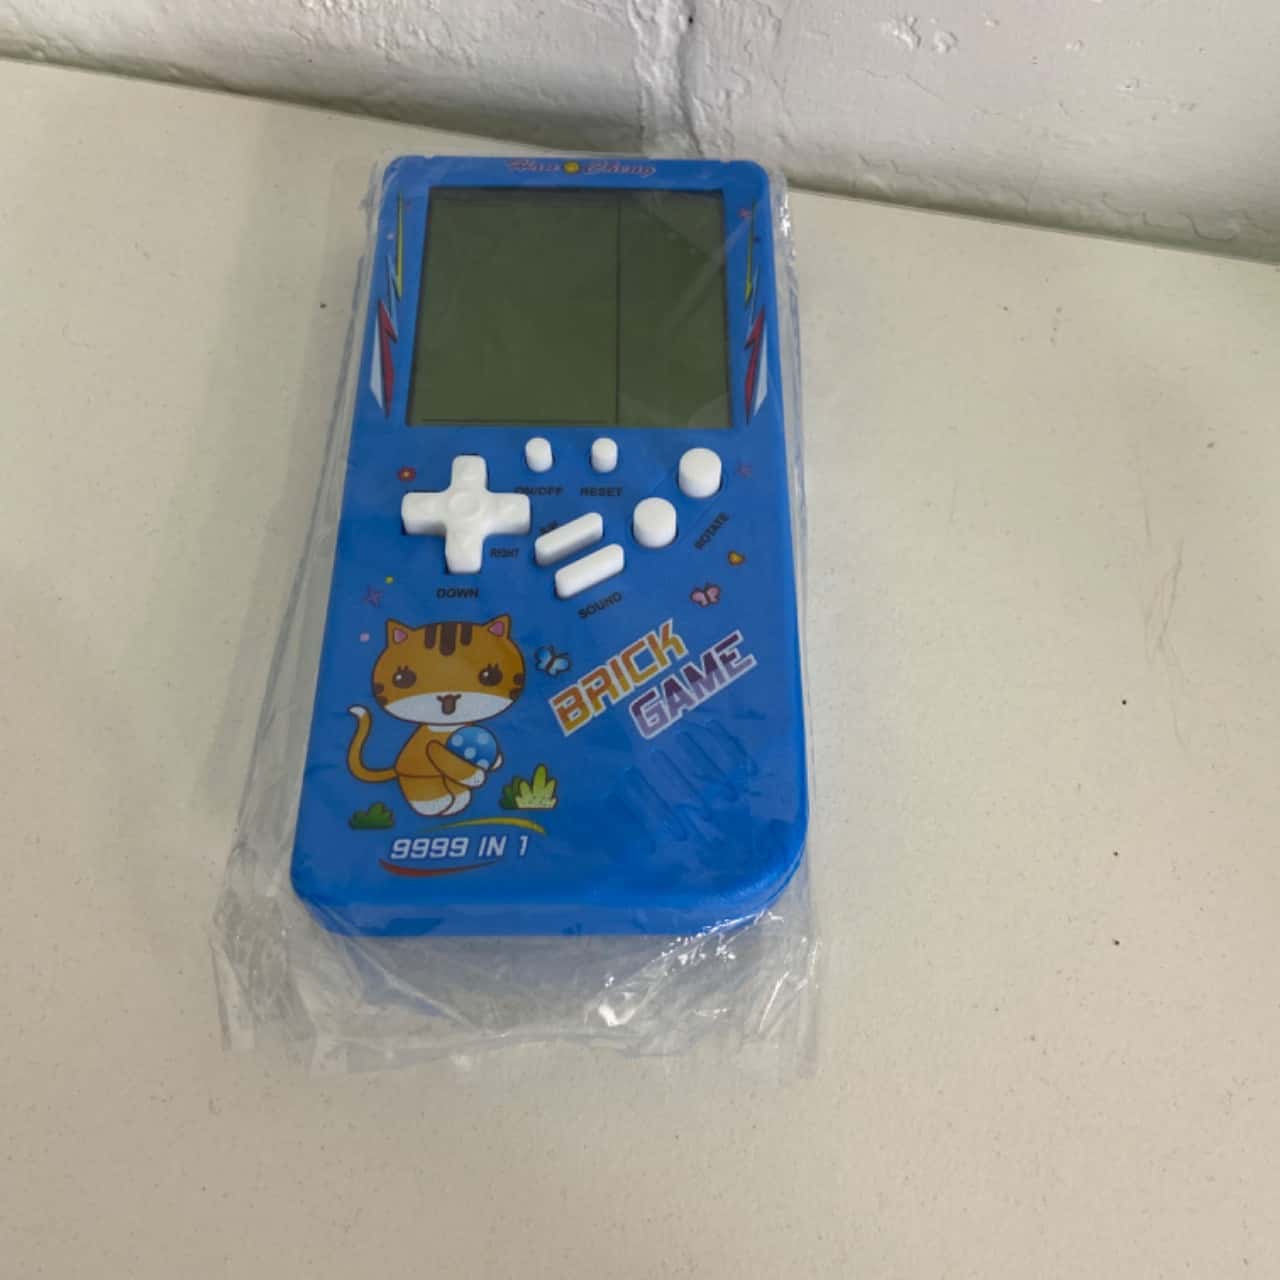 ON/OFF RESET
RIGHT
ROTATE
DOWN
SOUND
BRICK
GAME
9999 IN 1